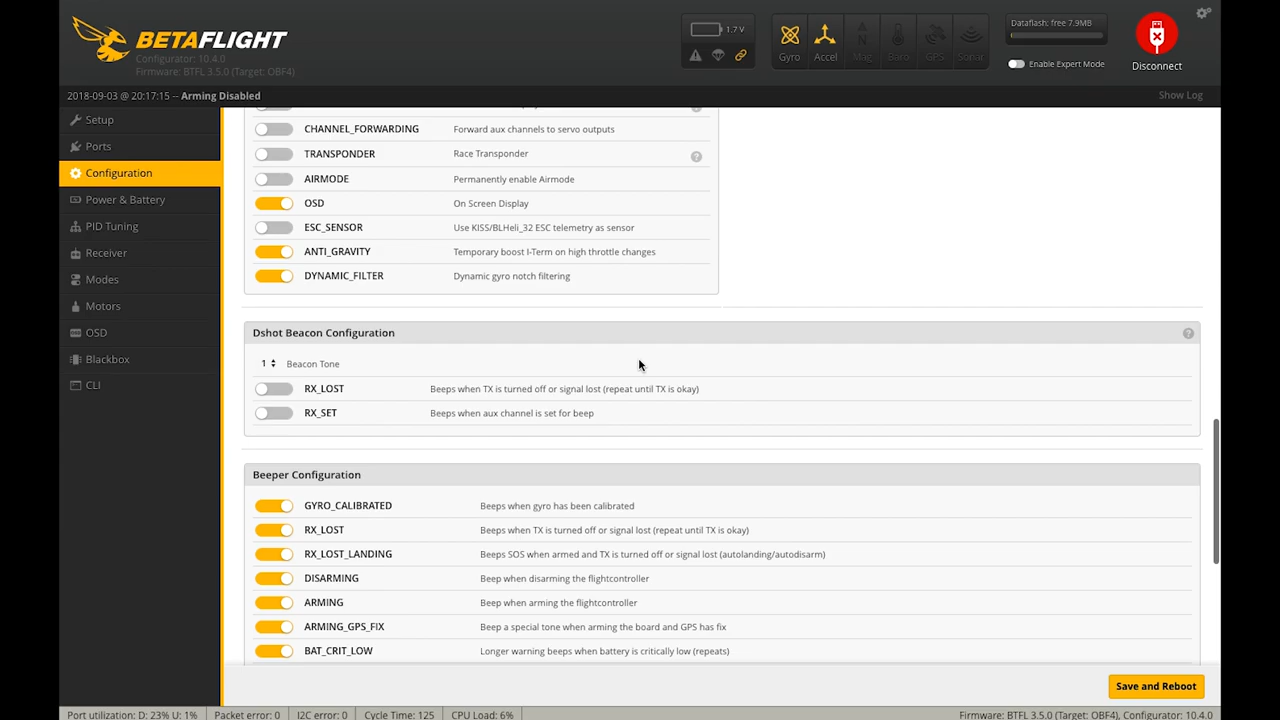 BETAFLIGHT
Configurator: 10.4.0
Firmware: BTFL 3.5.0 (Target: OBF4)
1.7 V
Gyro
Accel
Mag
Baro
GPS
Sonar
Dataflash: free 7.9MB
Enable Expert Mode
Disconnect
2018-09-03 @ 20:17:15 -- Arming Disabled
Show Log
Setup
Ports
Configuration
Power & Battery
PID Tuning
Receiver
Modes
Motors
OSD
Blackbox
CLI
CHANNEL_FORWARDING Forward aux channels to servo outputs
TRANSPONDER Race Transponder
AIRMODE Permanently enable Airmode
OSD On Screen Display
ESC_SENSOR Use KISS/BLHeli_32 ESC telemetry as sensor
ANTI_GRAVITY Temporary boost I-Term on high throttle changes
DYNAMIC_FILTER Dynamic gyro notch filtering
Dshot Beacon Configuration
1 Beacon Tone
RX_LOST Beeps when TX is turned off or signal lost (repeat until TX is okay)
RX_SET Beeps when aux channel is set for beep
Beeper Configuration
GYRO_CALIBRATED Beeps when gyro has been calibrated
RX_LOST Beeps when TX is turned off or signal lost (repeat until TX is okay)
RX_LOST_LANDING Beeps SOS when armed and TX is turned off or signal lost (autolanding/autodisarm)
DISARMING Beep when disarming the flightcontroller
ARMING Beep when arming the flightcontroller
ARMING_GPS_FIX Beep a special tone when arming the board and GPS has fix
BAT_CRIT_LOW Longer warning beeps when battery is critically low (repeats)
Save and Reboot
Port utilization: D: 23% U: 1% Packet error: 0 I2C error: 0 Cycle Time: 125 CPU Load: 6% Firmware: BTFL 3.5.0 (Target: OBF4), Configurator: 10.4.0